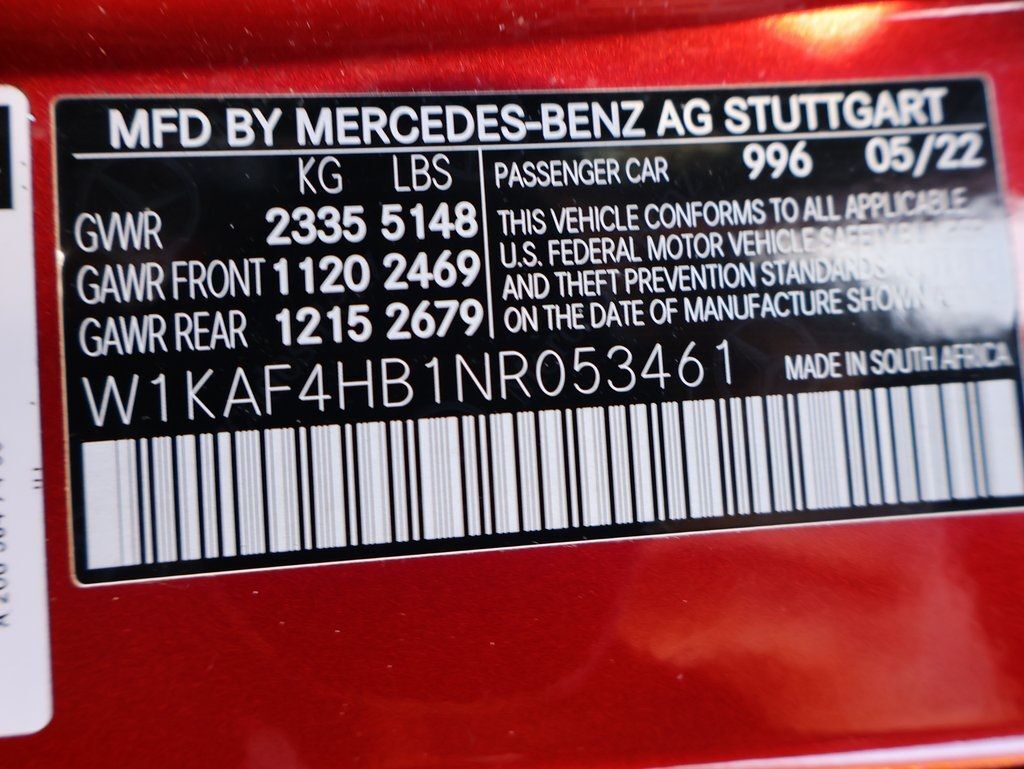 MFD BY MERCEDES-BENZ AG STUTTGART
KG LBS
GVWR 2335 5148
GAWR FRONT 1120 2469
GAWR REAR 1215 2679
PASSENGER CAR 996 05/22
THIS VEHICLE CONFORMS TO ALL APPLICABLE
U.S. FEDERAL MOTOR VEHICLE SAFETY
AND THEFT PREVENTION STANDARDS
ON THE DATE OF MANUFACTURE SHOWN
W1KAF4HB1NR053461
MADE IN SOUTH AFRICA